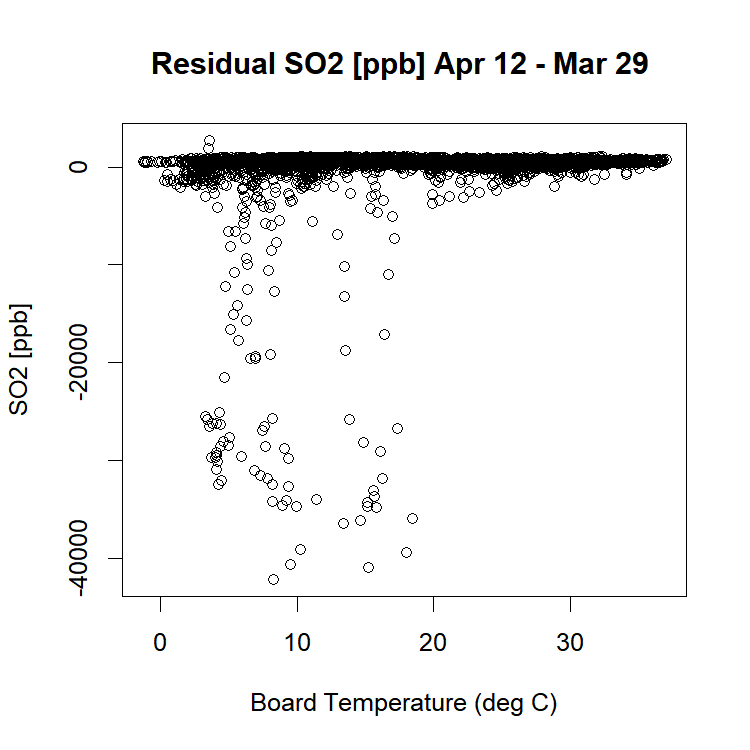 Residual SO2 [ppb] Apr 12 - Mar 29
SO2 [ppb]
0
-20000
-40000
0 10 20 30
Board Temperature (deg C)